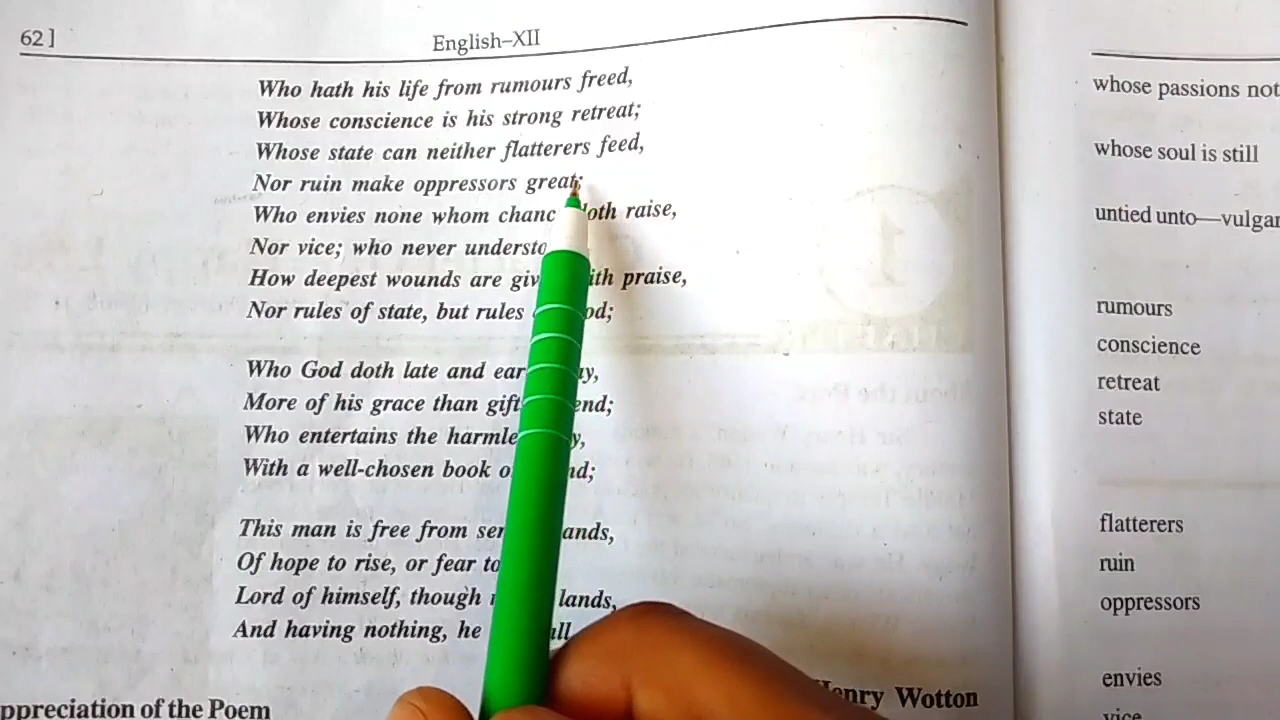 62]
English–XII
Who hath his life from rumours freed,
Whose conscience is his strong retreat;
Whose state can neither flatterers feed,
Nor ruin make oppressors great;
Who envies none whom chanc doth raise,
Nor vice; who never understo
How deepest wounds are giv with praise,
Nor rules of state, but rules od;
Who God doth late and ear ay,
More of his grace than gift end;
Who entertains the harmle y,
With a well-chosen book o nd;
This man is free from ser ands,
Of hope to rise, or fear to
Lord of himself, though lands,
And having nothing, he all
Henry Wotton
ppreciation of the Poem
whose passions not
whose soul is still
untied unto—vulgar
rumours
conscience
retreat
state
flatterers
ruin
oppressors
envies
vice